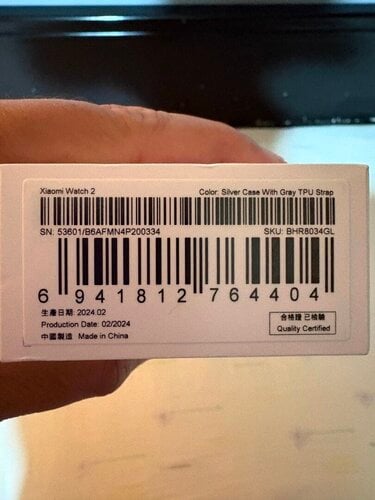 Xiaomi Watch 2 Color: Silver Case With Gray TPU Strap
SN: 53601/B6AFMN4P200334 SKU: BHR8034GL
6 941812 764404
生產日期: 2024.02
Production Date: 02/2024
中國製造 Made in China
合格證 已檢驗
Quality Certified